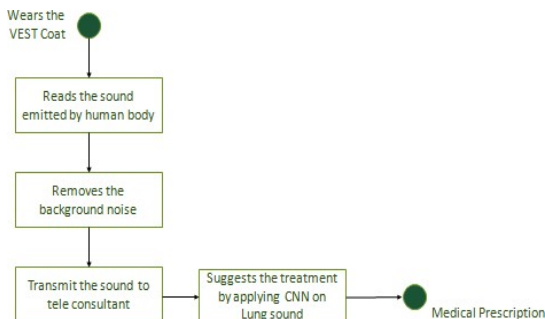 Wears the
VEST Coat
Reads the sound
emitted by human body
Removes the
background noise
Transmit the sound to
tele consultant
Suggests the treatment
by applying CNN on
Lung sound
Medical Prescription